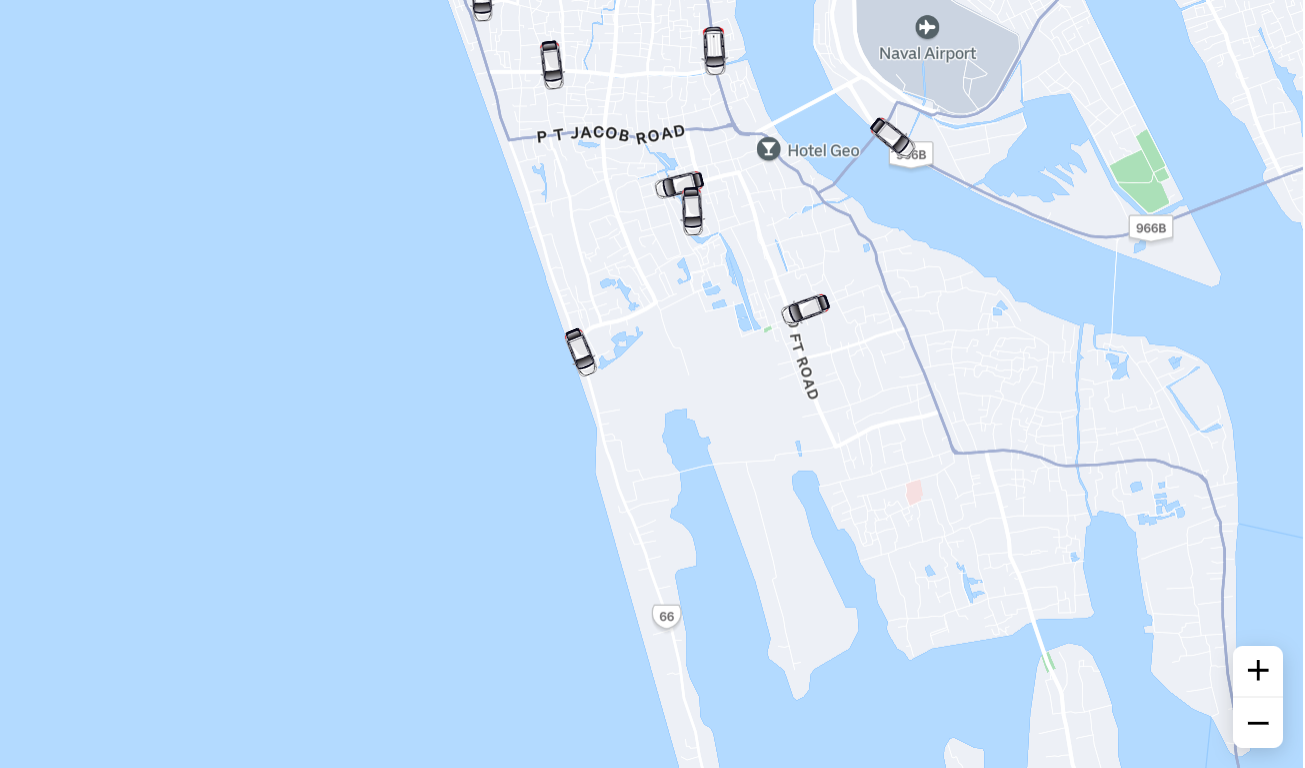 Naval Airport
P T JACOB ROAD
Hotel Geo
966B
966B
FT ROAD
66